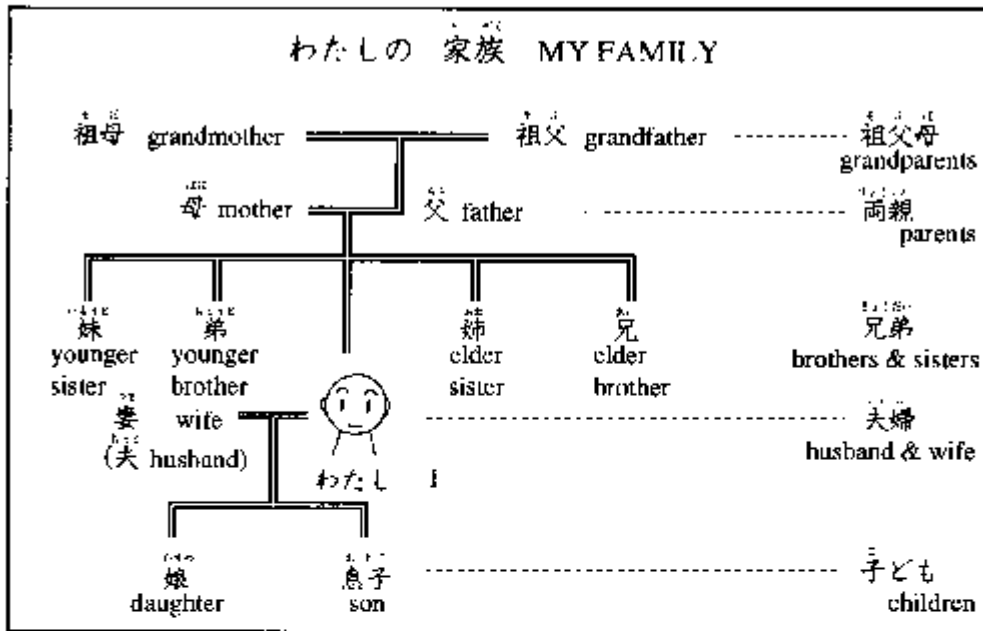 わたしの 家族 MY FAMILY
祖母 grandmother 祖父 grandfather 祖父母
grandparents
母 mother 父 father 両親
parents
妹 弟 姉 兄 兄弟
younger younger elder elder brothers & sisters
sister brother sister brother
妻 wife 夫婦
(夫 husband) husband & wife
わたし I
娘 息子 子ども
daughter son children